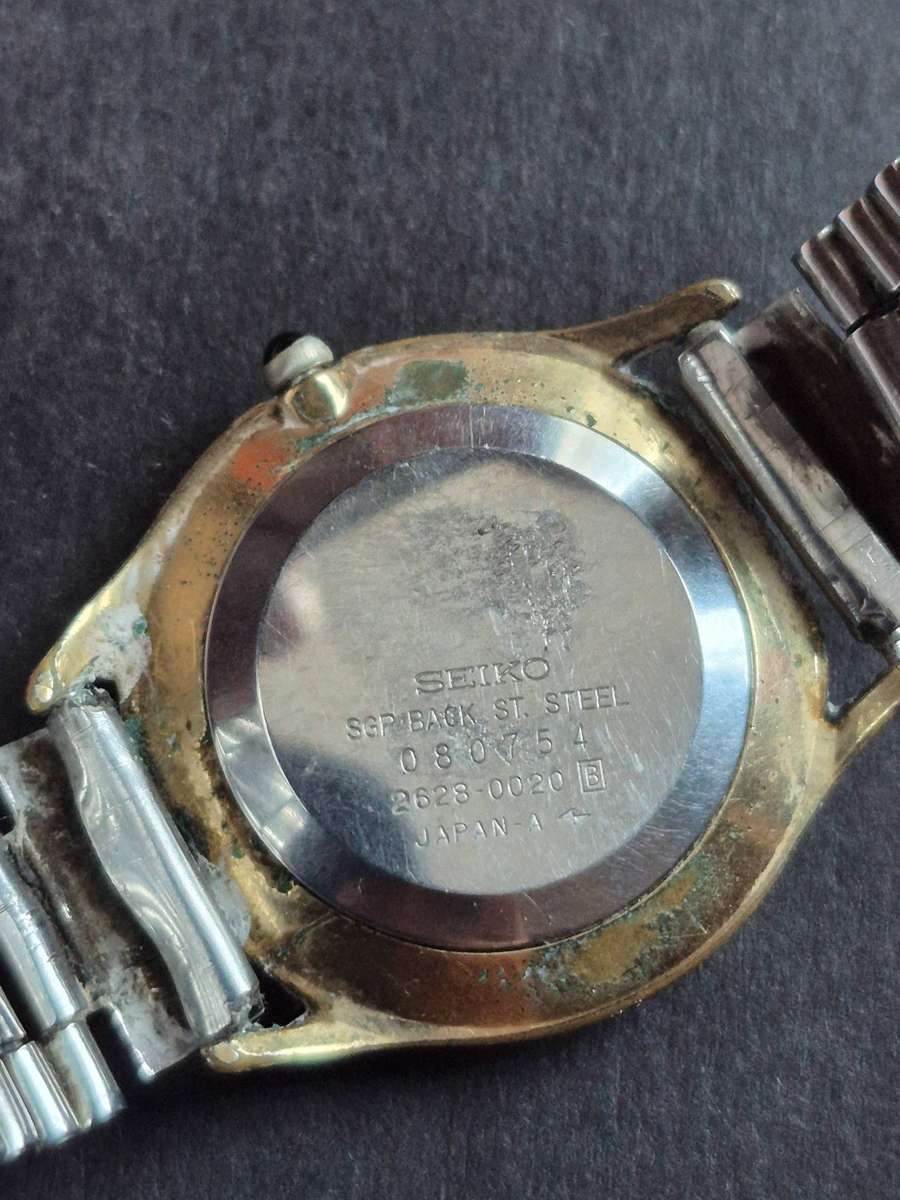 SEIKO
SGP BACK ST. STEEL
080754
2628-0020 B
JAPAN-A